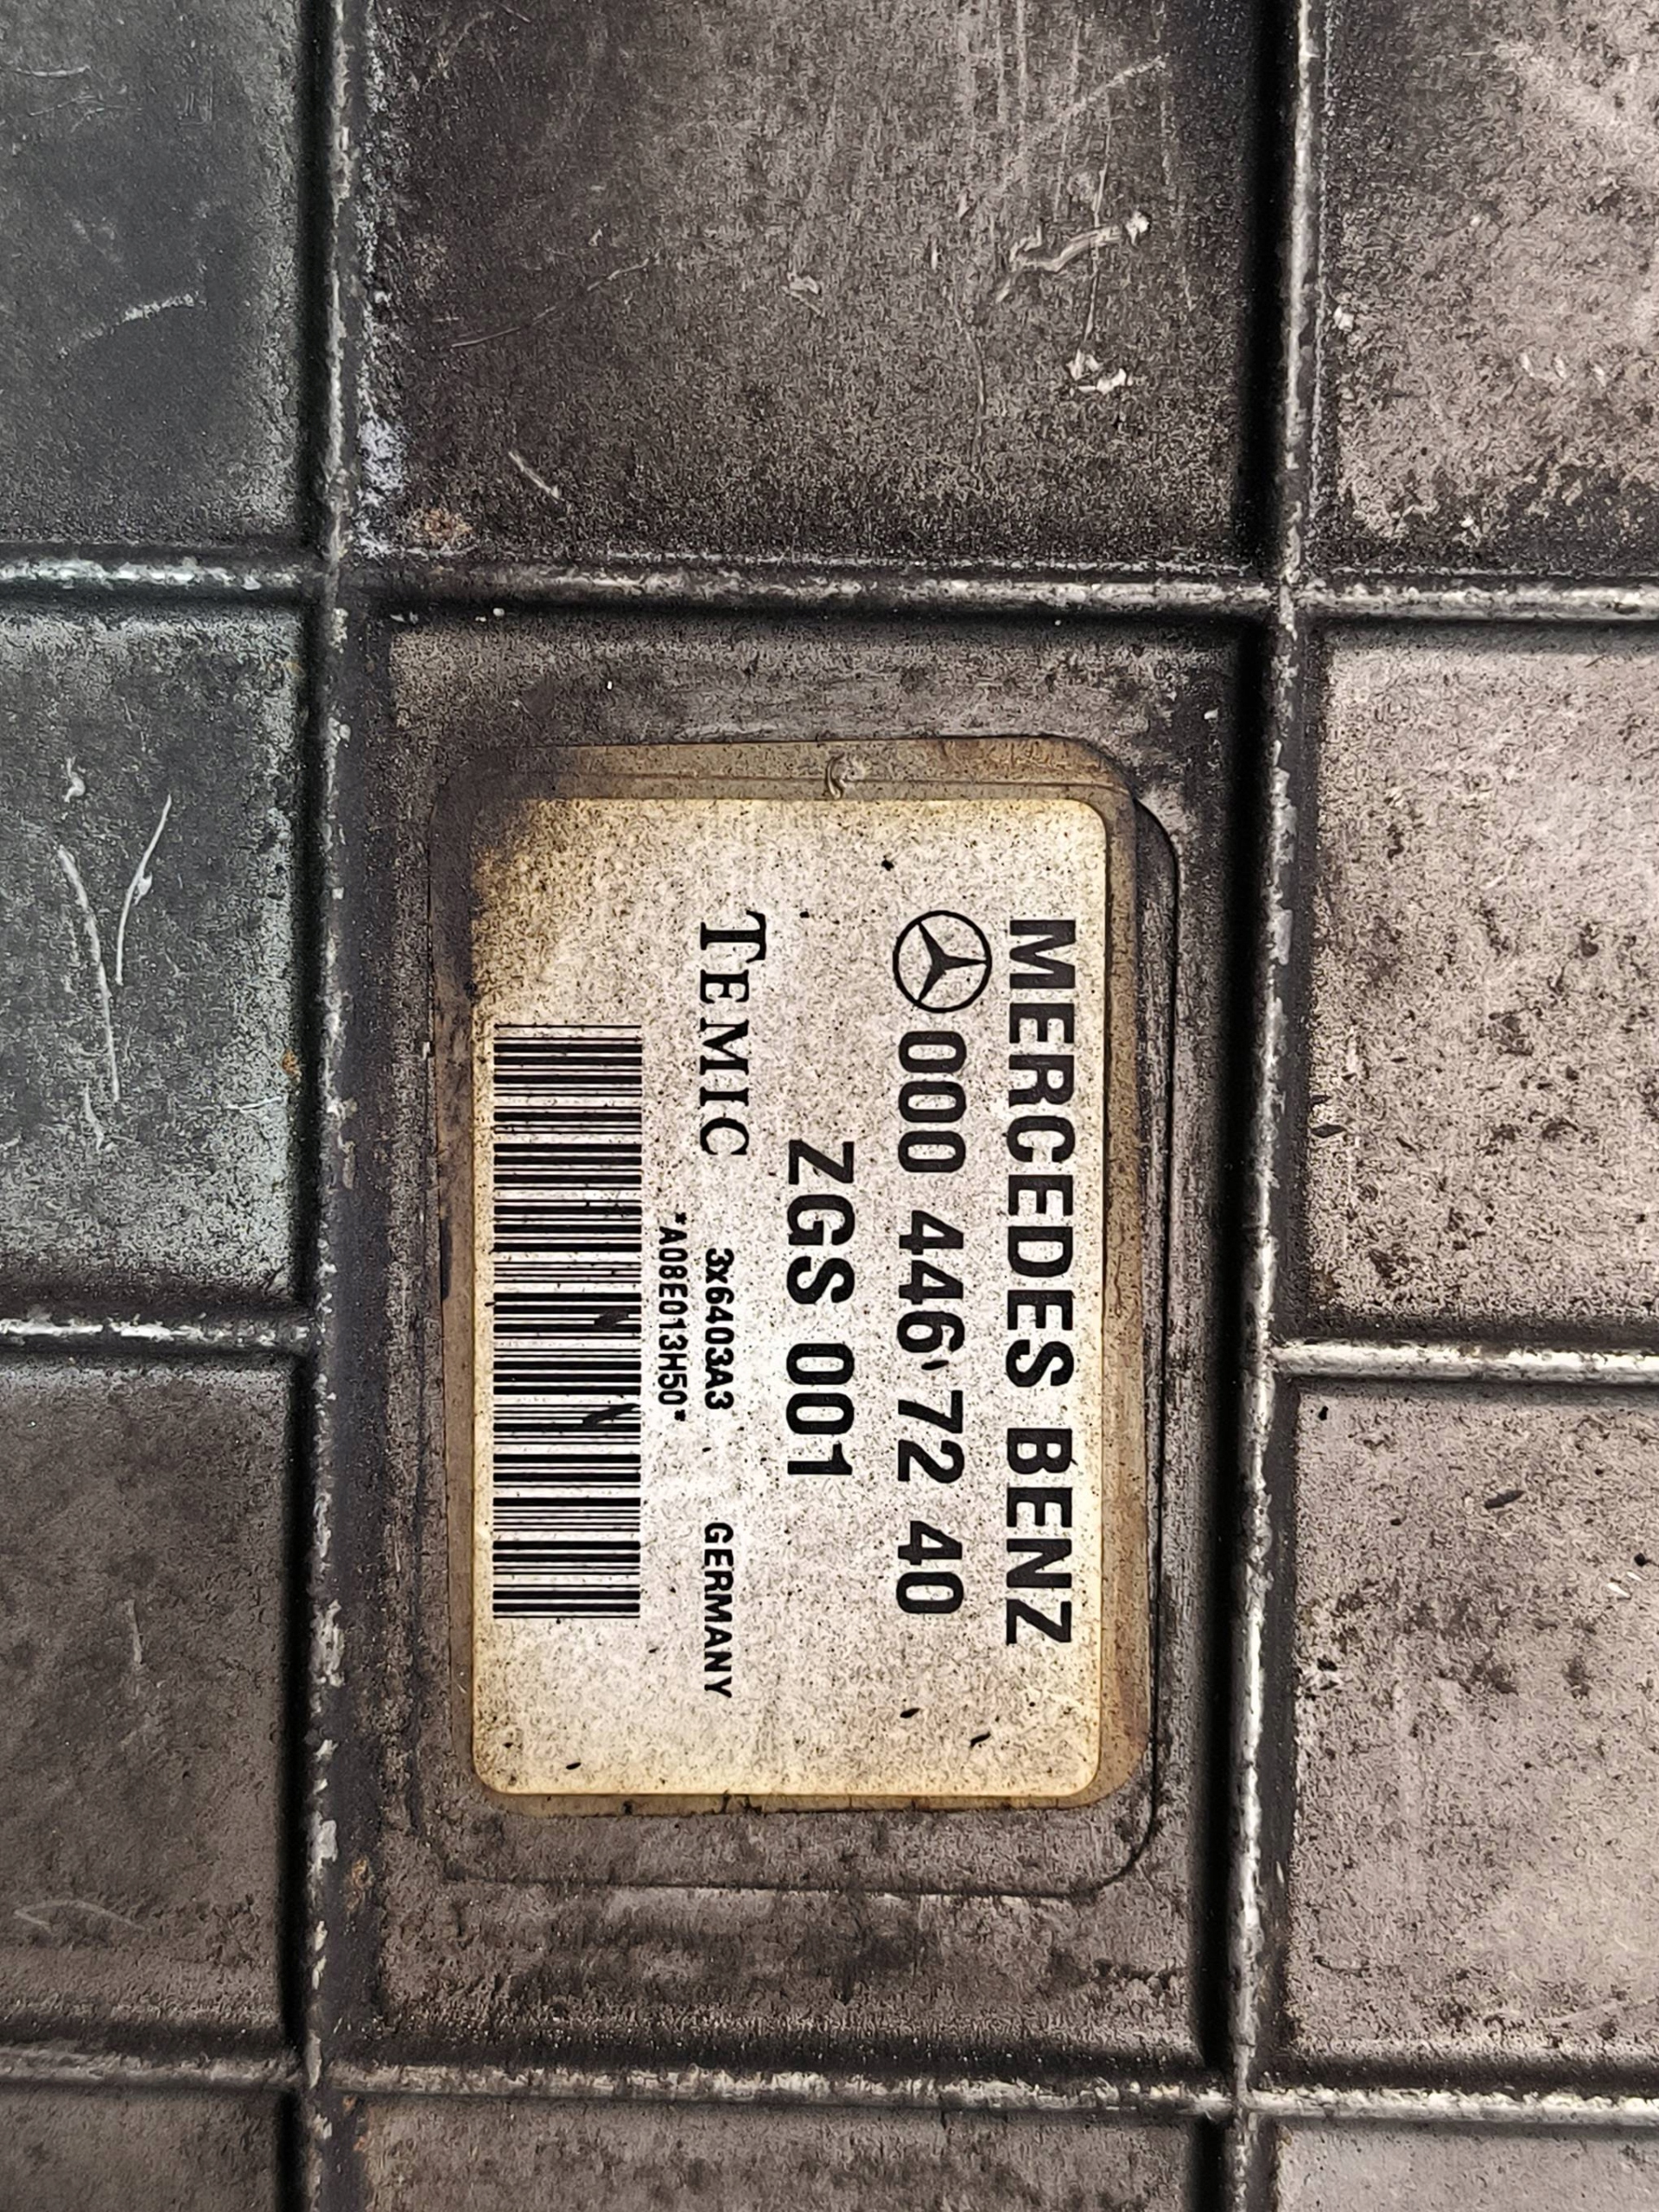 MERCEDES BENZ
000 446 72 40
ZGS 001
TEMIC 3x6403A3 GERMANY
*A08E013H50*